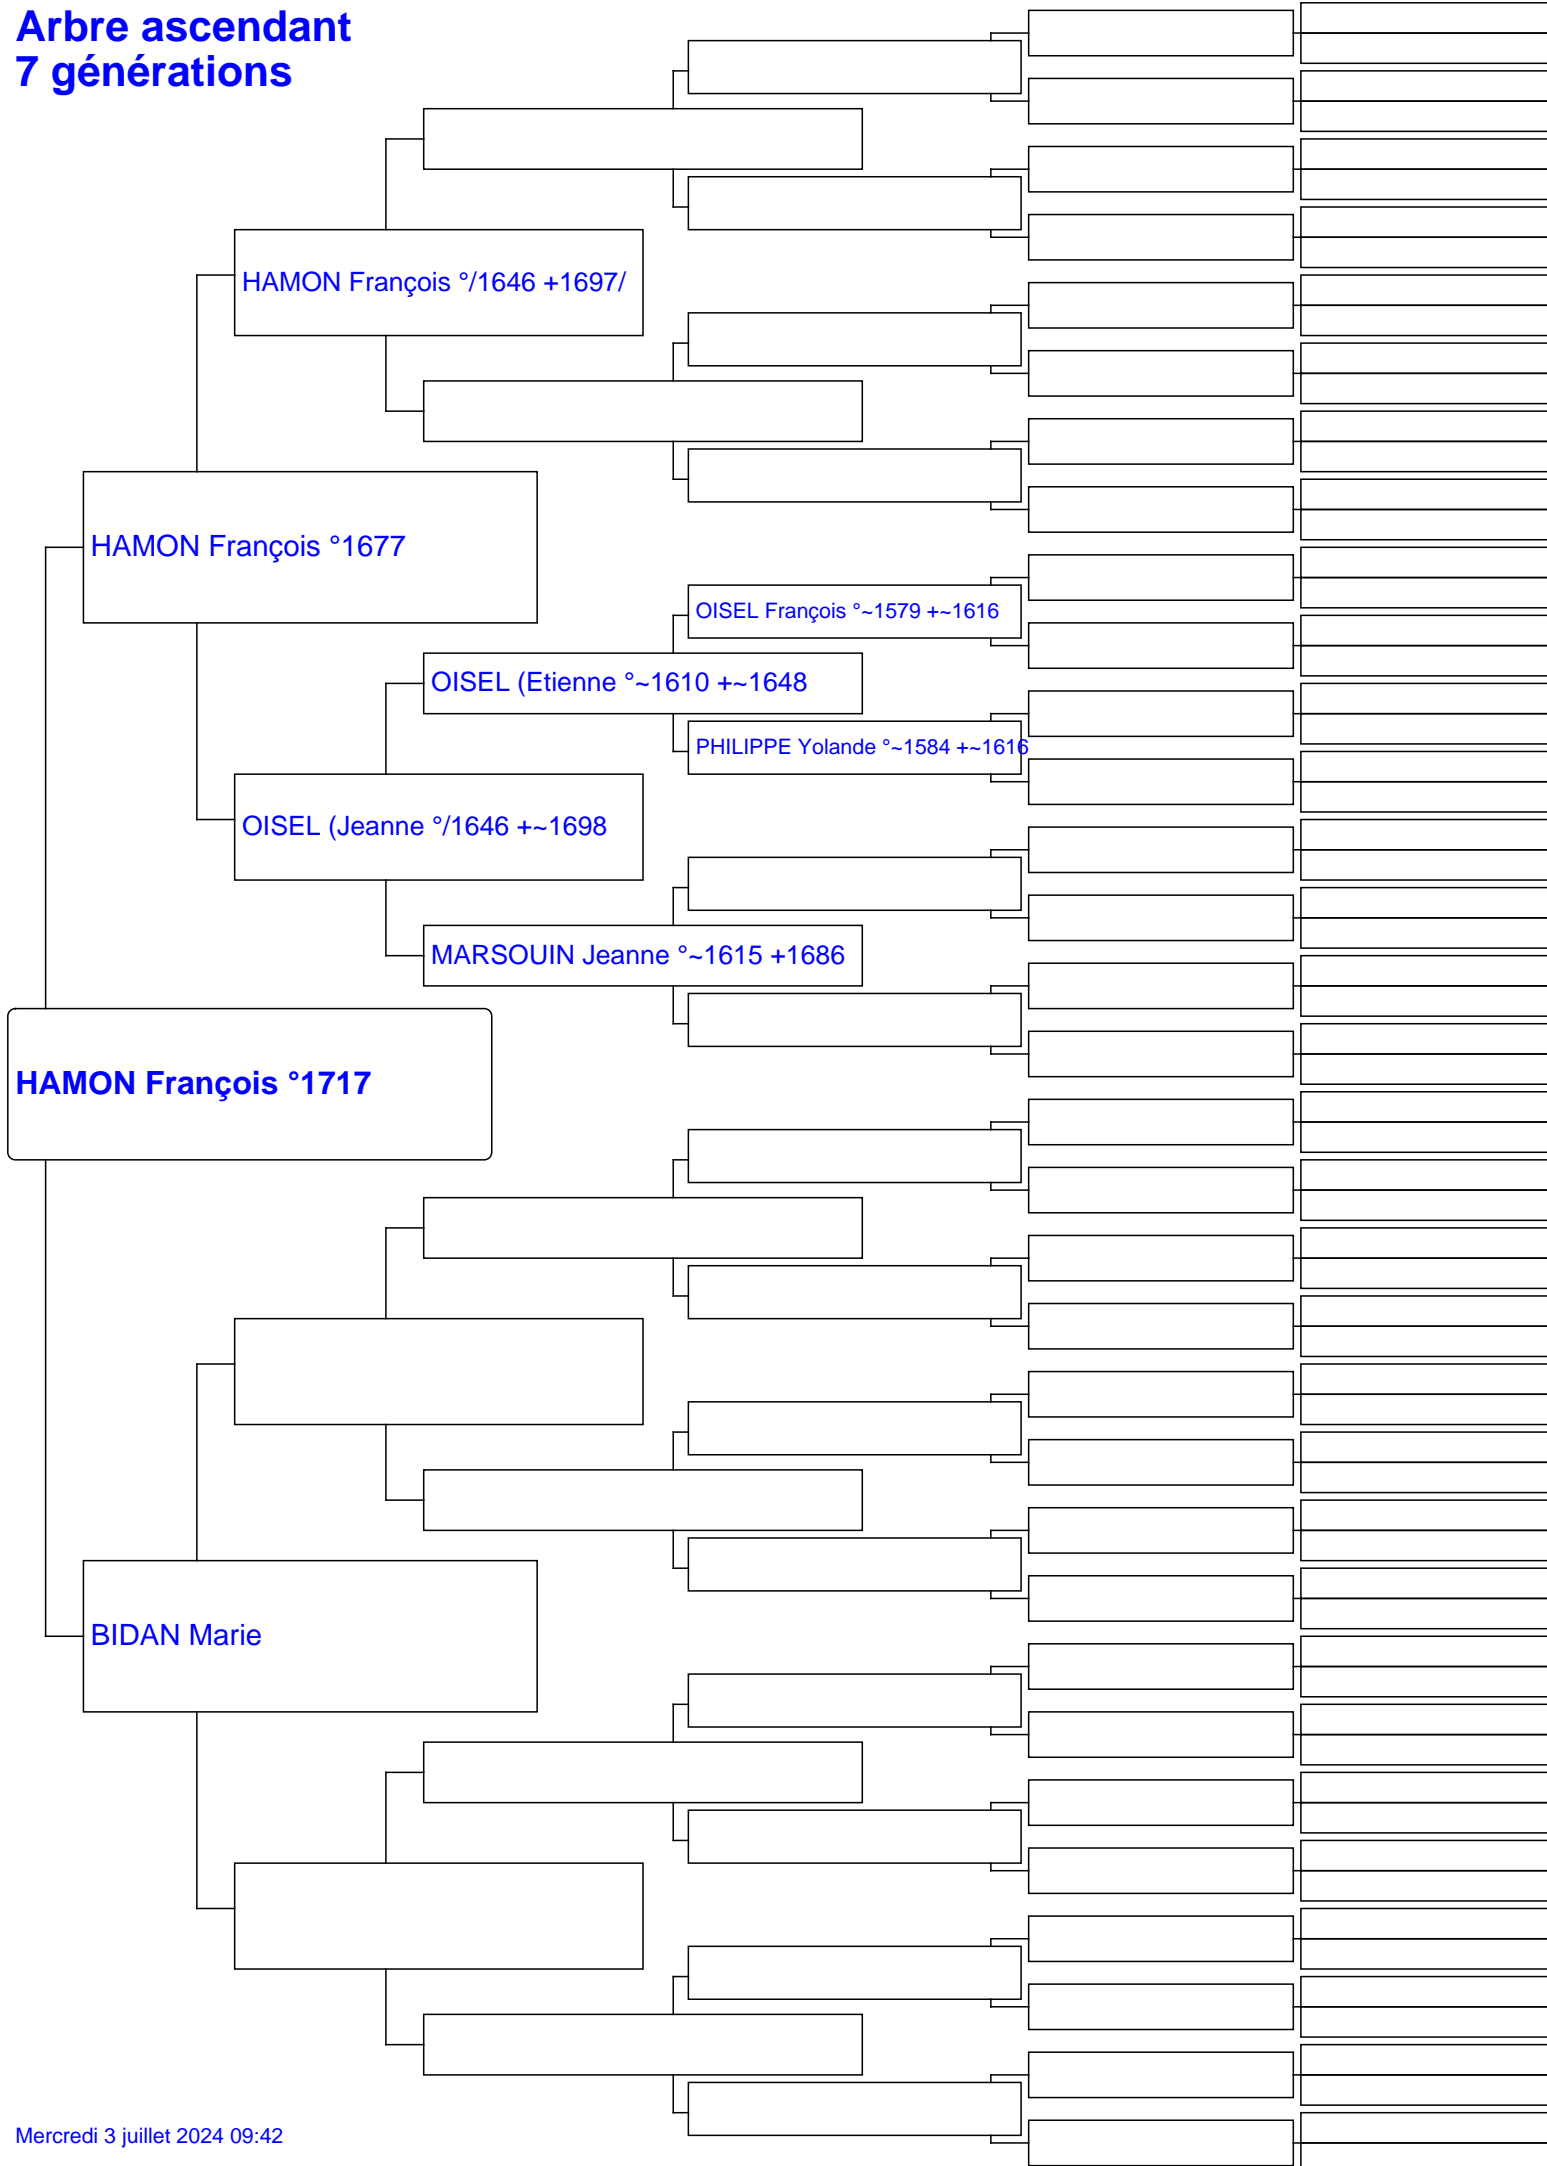 Arbre ascendant
7 générations
HAMON François °/1646 +1697/
HAMON François °1677
OISEL François °~1579 +~1616
OISEL (Etienne °~1610 +~1648
PHILIPPE Yolande °~1584 +~1616
OISEL (Jeanne °/1646 +~1698
MARSOUIN Jeanne °~1615 +1686
HAMON François °1717
BIDAN Marie
Mercredi 3 juillet 2024 09:42